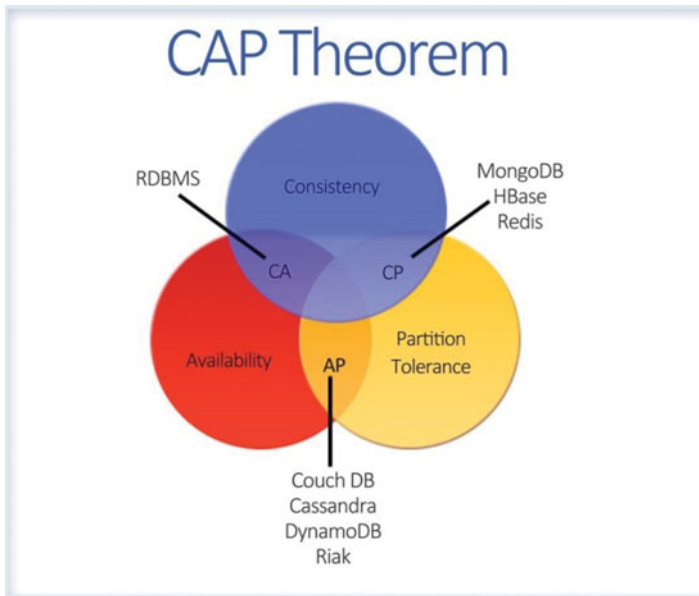 CAP Theorem
RDBMS
Consistency
MongoDB
HBase
Redis
CA
CP
Availability
AP
Partition
Tolerance
Couch DB
Cassandra
DynamoDB
Riak